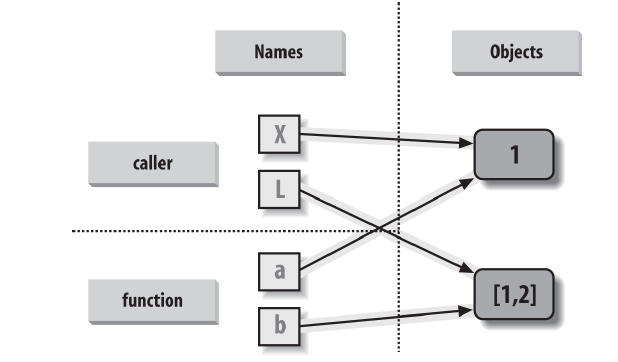 Names
Objects
X
1
caller
L
a
function
[1,2]
b